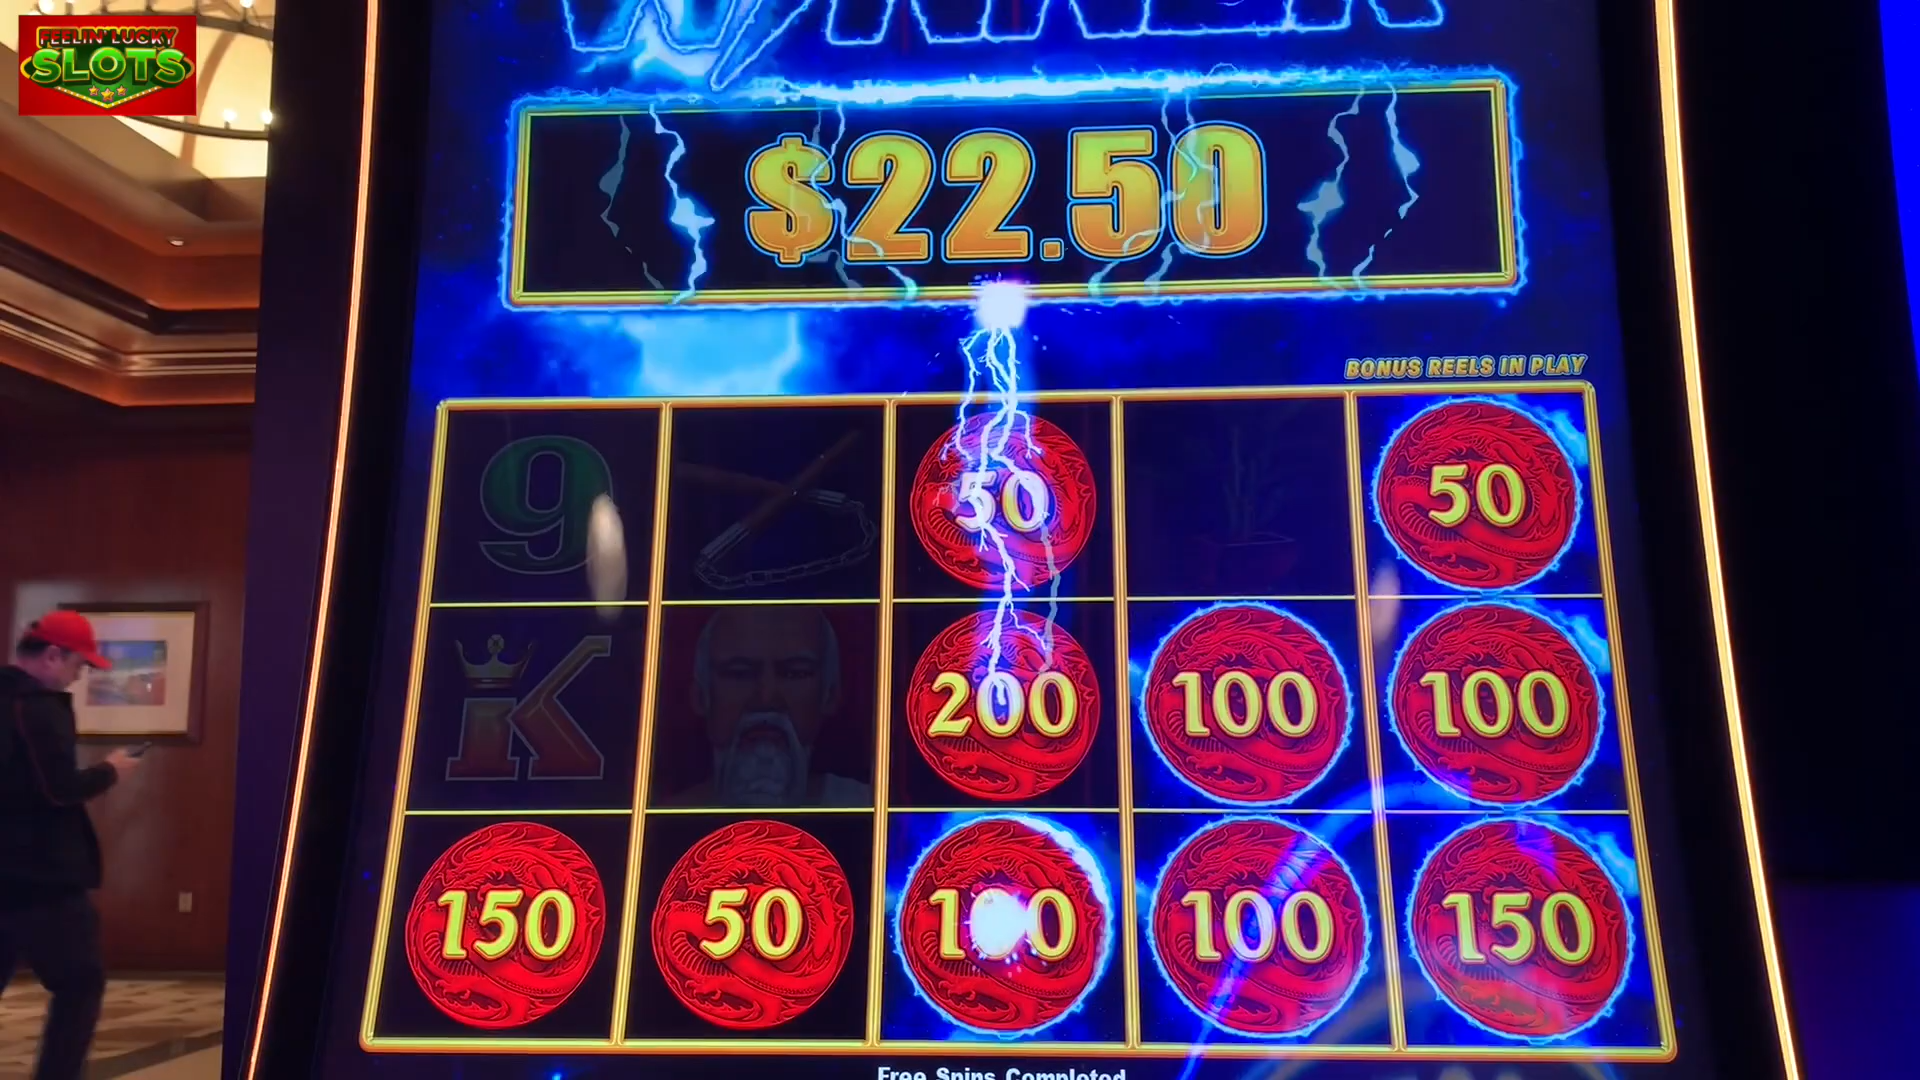 FEELIN' LUCKY
SLOTS
WINNER
$22.50
BONUS REELS IN PLAY
9 50 50
K 200 100 100
150 50 100 100 150
Free Spins Completed